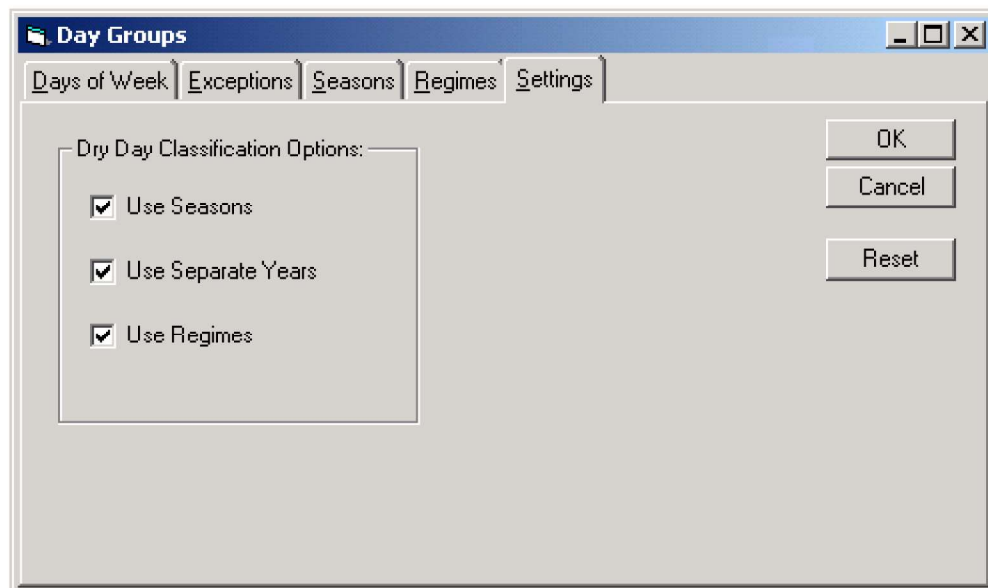 Day Groups
Days of Week Exceptions Seasons Regimes Settings
Dry Day Classification Options:
Use Seasons
Use Separate Years
Use Regimes
OK
Cancel
Reset